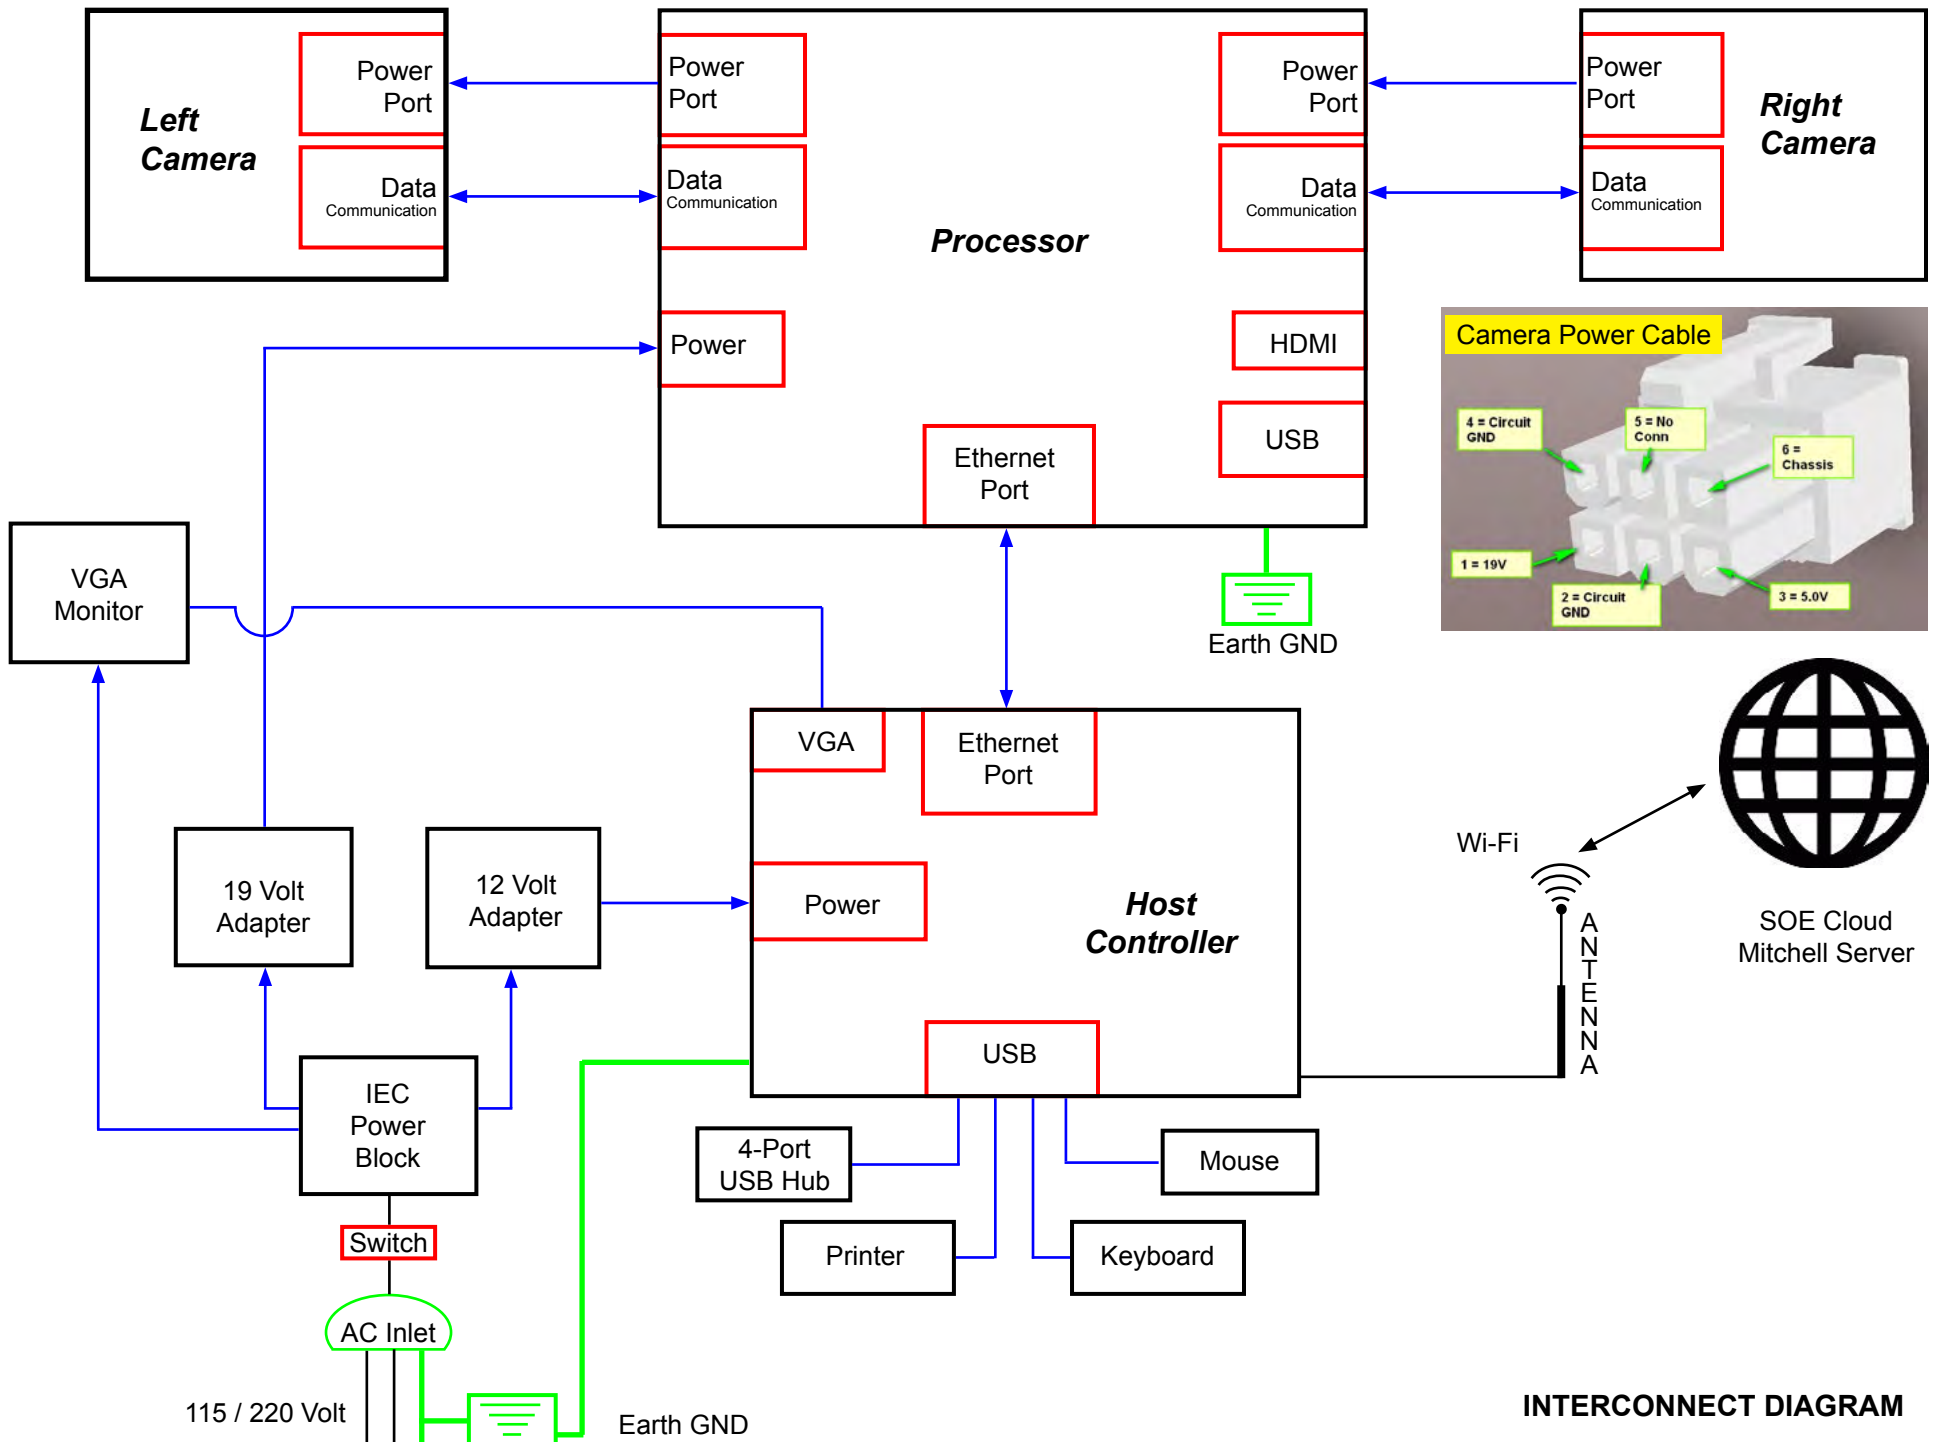 Left
Camera
Power
Port
Data
Communication
Power
Port
Data
Communication
Processor
Power
Port
Data
Communication
Power
Port
Data
Communication
Right
Camera
Power
HDMI
USB
Ethernet
Port
Earth GND
Camera Power Cable
4 = Circuit
GND
5 = No
Conn
6 =
Chassis
1 = 19V
2 = Circuit
GND
3 = 5.0V
VGA
Monitor
VGA
Ethernet
Port
19 Volt
Adapter
12 Volt
Adapter
Power
Host
Controller
Wi-Fi
ANTENNA
SOE Cloud
Mitchell Server
USB
IEC
Power
Block
4-Port
USB Hub
Mouse
Printer
Keyboard
Switch
AC Inlet
115 / 220 Volt
Earth GND
INTERCONNECT DIAGRAM